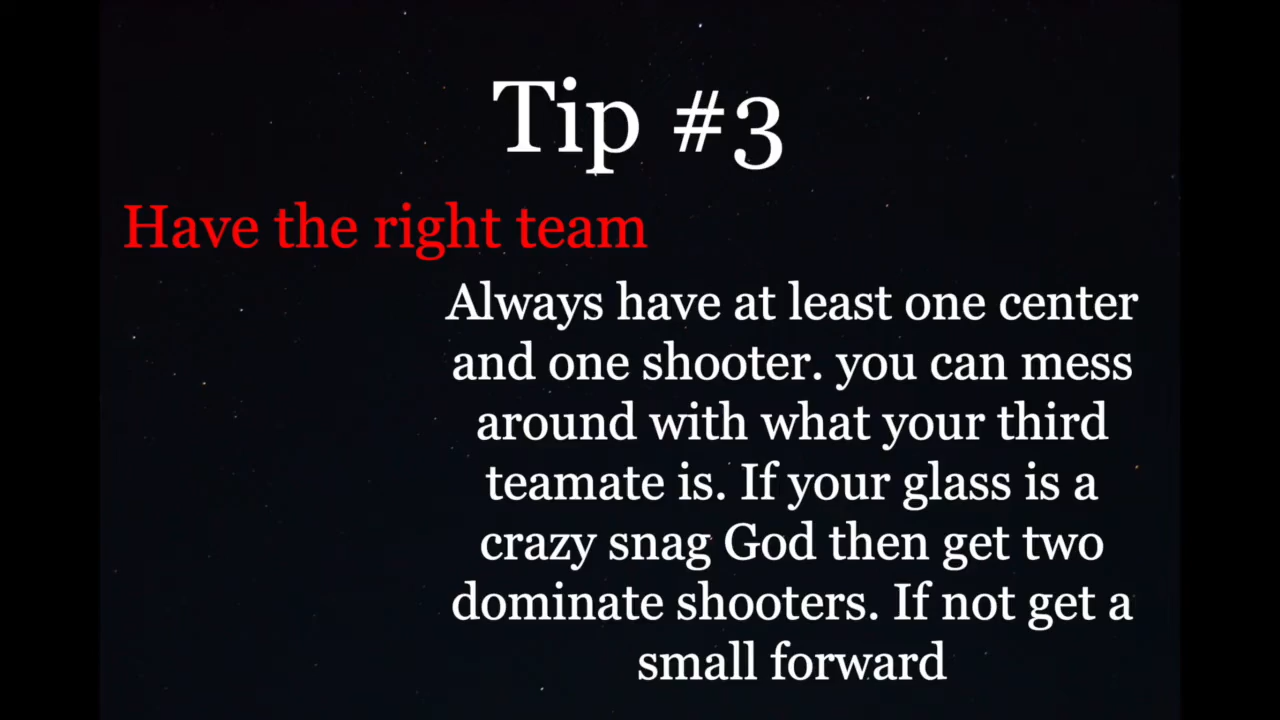 Tip #3
Have the right team
Always have at least one center
and one shooter. you can mess
around with what your third
teamate is. If your glass is a
crazy snag God then get two
dominate shooters. If not get a
small forward